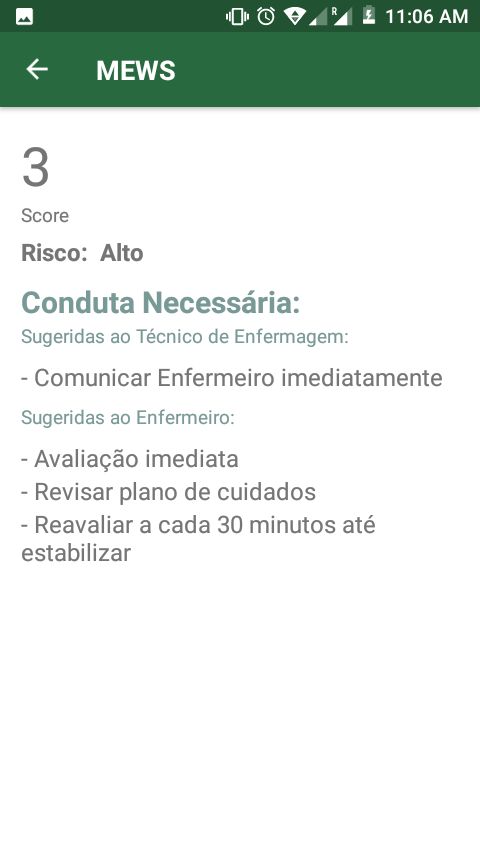 R 11:06 AM
MEWS
3
Score
Risco: Alto
Conduta Necessária:
Sugeridas ao Técnico de Enfermagem:
- Comunicar Enfermeiro imediatamente
Sugeridas ao Enfermeiro:
- Avaliação imediata
- Revisar plano de cuidados
- Reavaliar a cada 30 minutos até
estabilizar